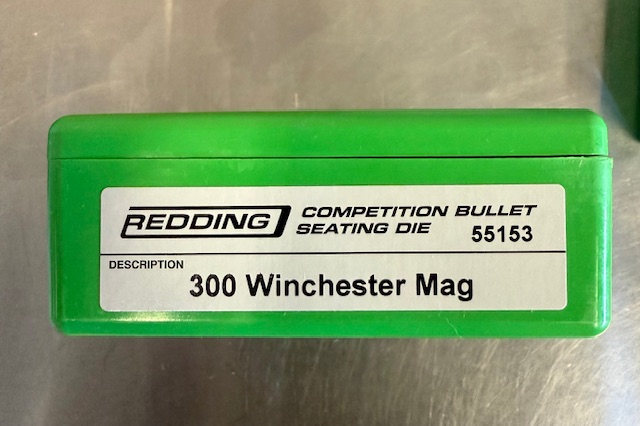 REDDING COMPETITION BULLET
SEATING DIE 55153
DESCRIPTION
300 Winchester Mag